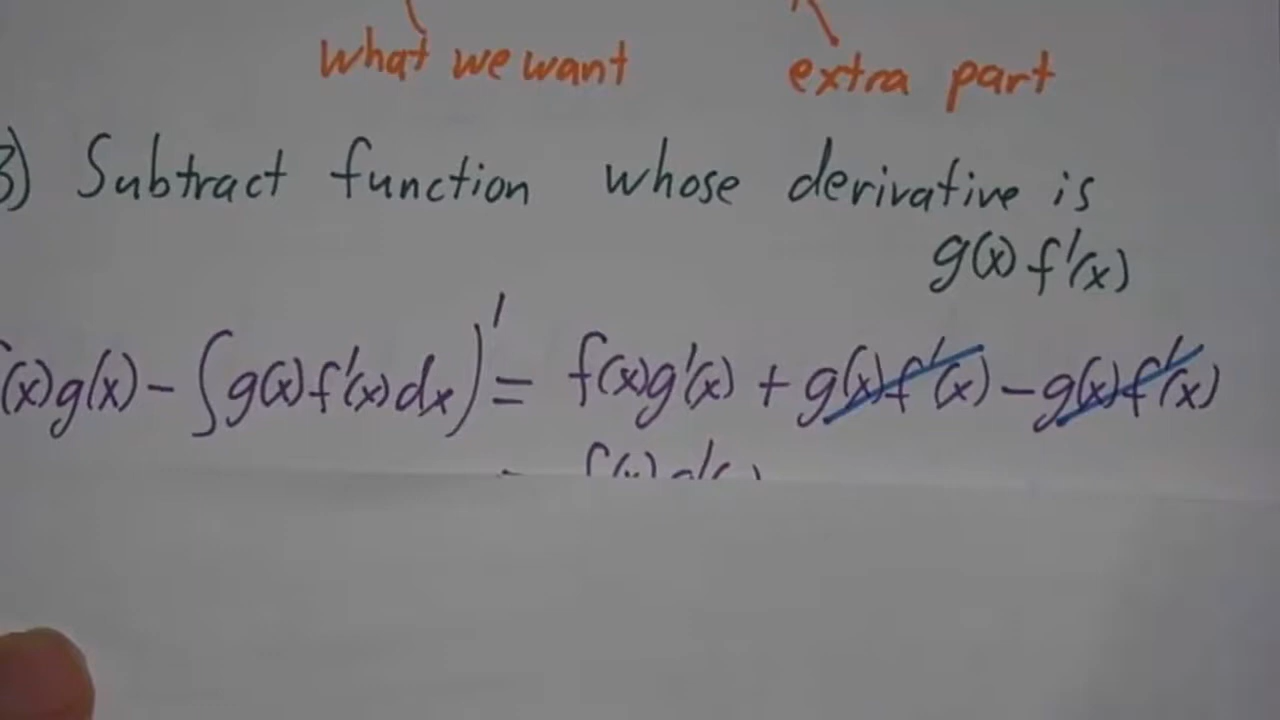 what we want extra part
3) Subtract function whose derivative is
g(x) f'(x)
(x)g(x) - ∫g(x)f'(x)dx)' = f(x)g'(x) + g(x)f'(x) - g(x)f'(x)